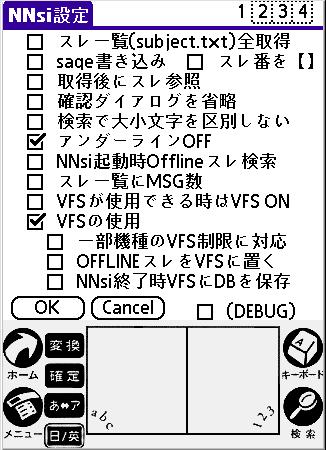 NNsi設定 1 2 3 4
スレ一覧(subject.txt)全取得
sage書き込み スレ番を【】
取得後にスレ参照
確認ダイアログを省略
検索で大小文字を区別しない
アンダーラインOFF
NNsi起動時Offlineスレ検索
スレ一覧にMSG数
VFSが使用できる時はVFS ON
VFSの使用
一部機種のVFS制限に対応
OFFLINEスレをVFSに置く
NNsi終了時VFSにDBを保存
OK Cancel (DEBUG)
変換
ホーム 確定 キーボード
あ↔ア
abc 123
メニュー 日/英 検索